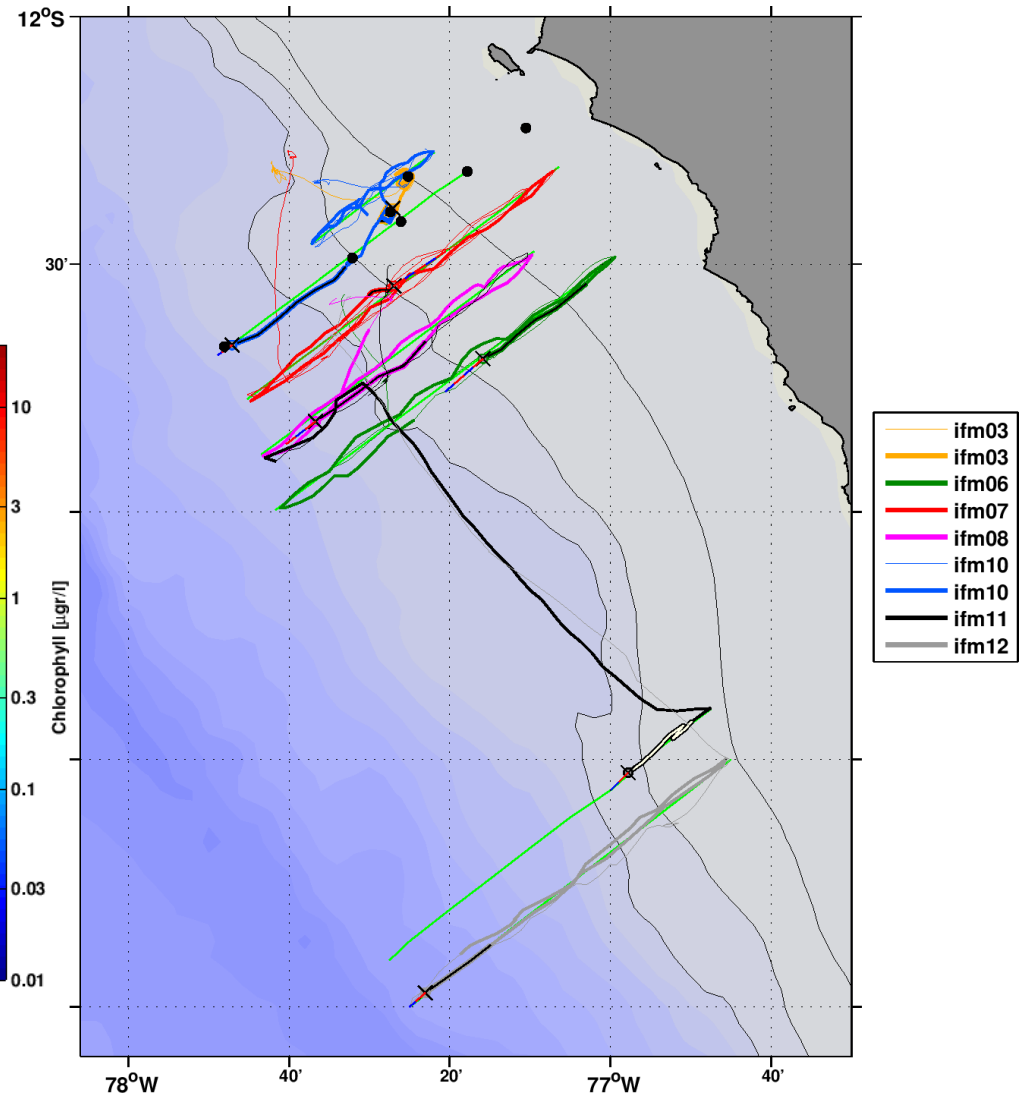 12°S
30'
10
3
1
0.3
0.1
0.03
0.01
Chlorophyll [µgr/l]
78°W
40'
20'
77°W
40'
ifm03
ifm03
ifm06
ifm07
ifm08
ifm10
ifm10
ifm11
ifm12